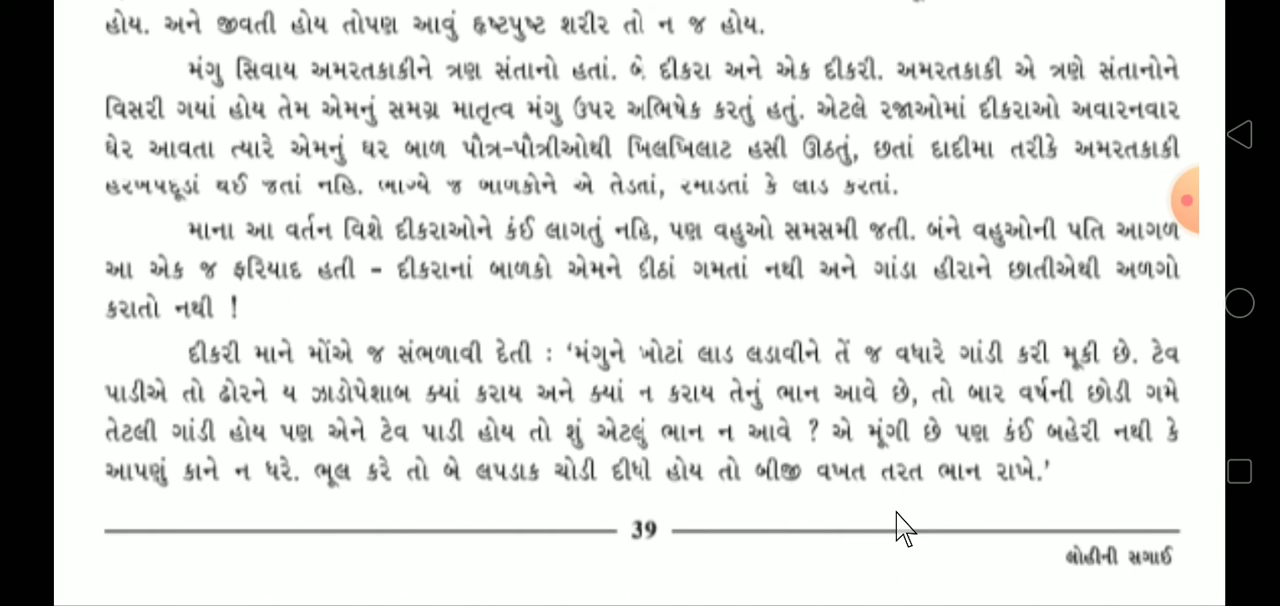 હોય. અને જીવતી હોય તોપણ આવું હૃષ્ટપુષ્ટ શરીર તો ન જ હોય.
મંગુ સિવાય અમરતકાકીને ત્રણ સંતાનો હતાં. બે દીકરા અને એક દીકરી. અમરતકાકી એ ત્રણે સંતાનોને
વિસરી ગયાં હોય તેમ એમનું સમગ્ર માતૃત્વ મંગુ ઉપર અભિષેક કરતું હતું. એટલે રજાઓમાં દીકરાઓ અવારનવાર
ઘેર આવતા ત્યારે એમનું ઘર બાળ પૌત્ર-પૌત્રીઓથી ખિલખિલાટ હસી ઊઠતું, છતાં દાદીમા તરીકે અમરતકાકી
હરખપદૂડાં થઈ જતાં નહિ. ભાગ્યે જ બાળકોને એ તેડતાં, રમાડતાં કે લાડ કરતાં.
માના આ વર્તન વિશે દીકરાઓને કંઈ લાગતું નહિ, પણ વહુઓ સમસમી જતી. બંને વહુઓની પતિ આગળ
આ એક જ ફરિયાદ હતી – દીકરાનાં બાળકો એમને દીઠાં ગમતાં નથી અને ગાંડા હીરાને છાતીએથી અળગો
કરાતો નથી !
દીકરી માને મોંએ જ સંભળાવી દેતી : ‘મંગુને ખોટાં લાડ લડાવીને તેં જ વધારે ગાંડી કરી મૂકી છે. ટેવ
પાડીએ તો ઢોરને ય ઝાડોપેશાબ ક્યાં કરાય અને ક્યાં ન કરાય તેનું ભાન આવે છે, તો બાર વર્ષની છોડી ગમે
તેટલી ગાંડી હોય પણ એને ટેવ પાડી હોય તો શું એટલું ભાન ન આવે ? એ મૂંગી છે પણ કંઈ બહેરી નથી કે
આપણું કાને ન ધરે. ભૂલ કરે તો બે લપડાક ચોડી દીધી હોય તો બીજી વખત તરત ભાન રાખે.’
39
લોહીની સગાઈ